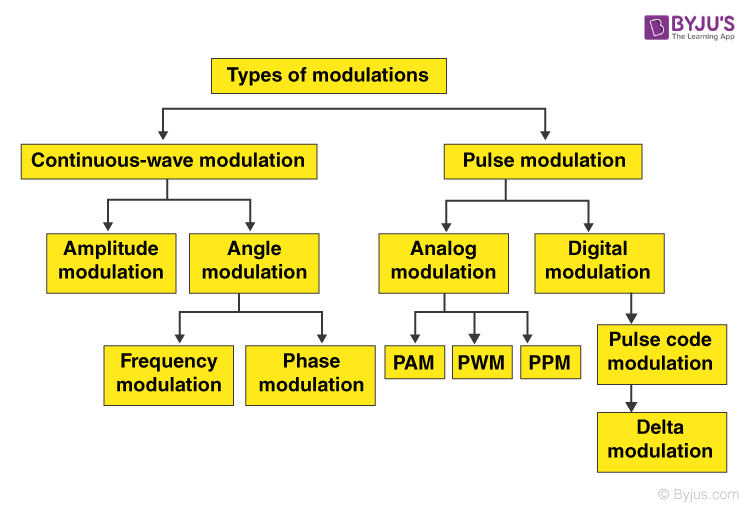 BYJU'S
The Learning App
Types of modulations
Continuous-wave modulation
Pulse modulation
Amplitude
modulation
Angle
modulation
Analog
modulation
Digital
modulation
Frequency
modulation
Phase
modulation
PAM
PWM
PPM
Pulse code
modulation
Delta
modulation
© Byjus.com